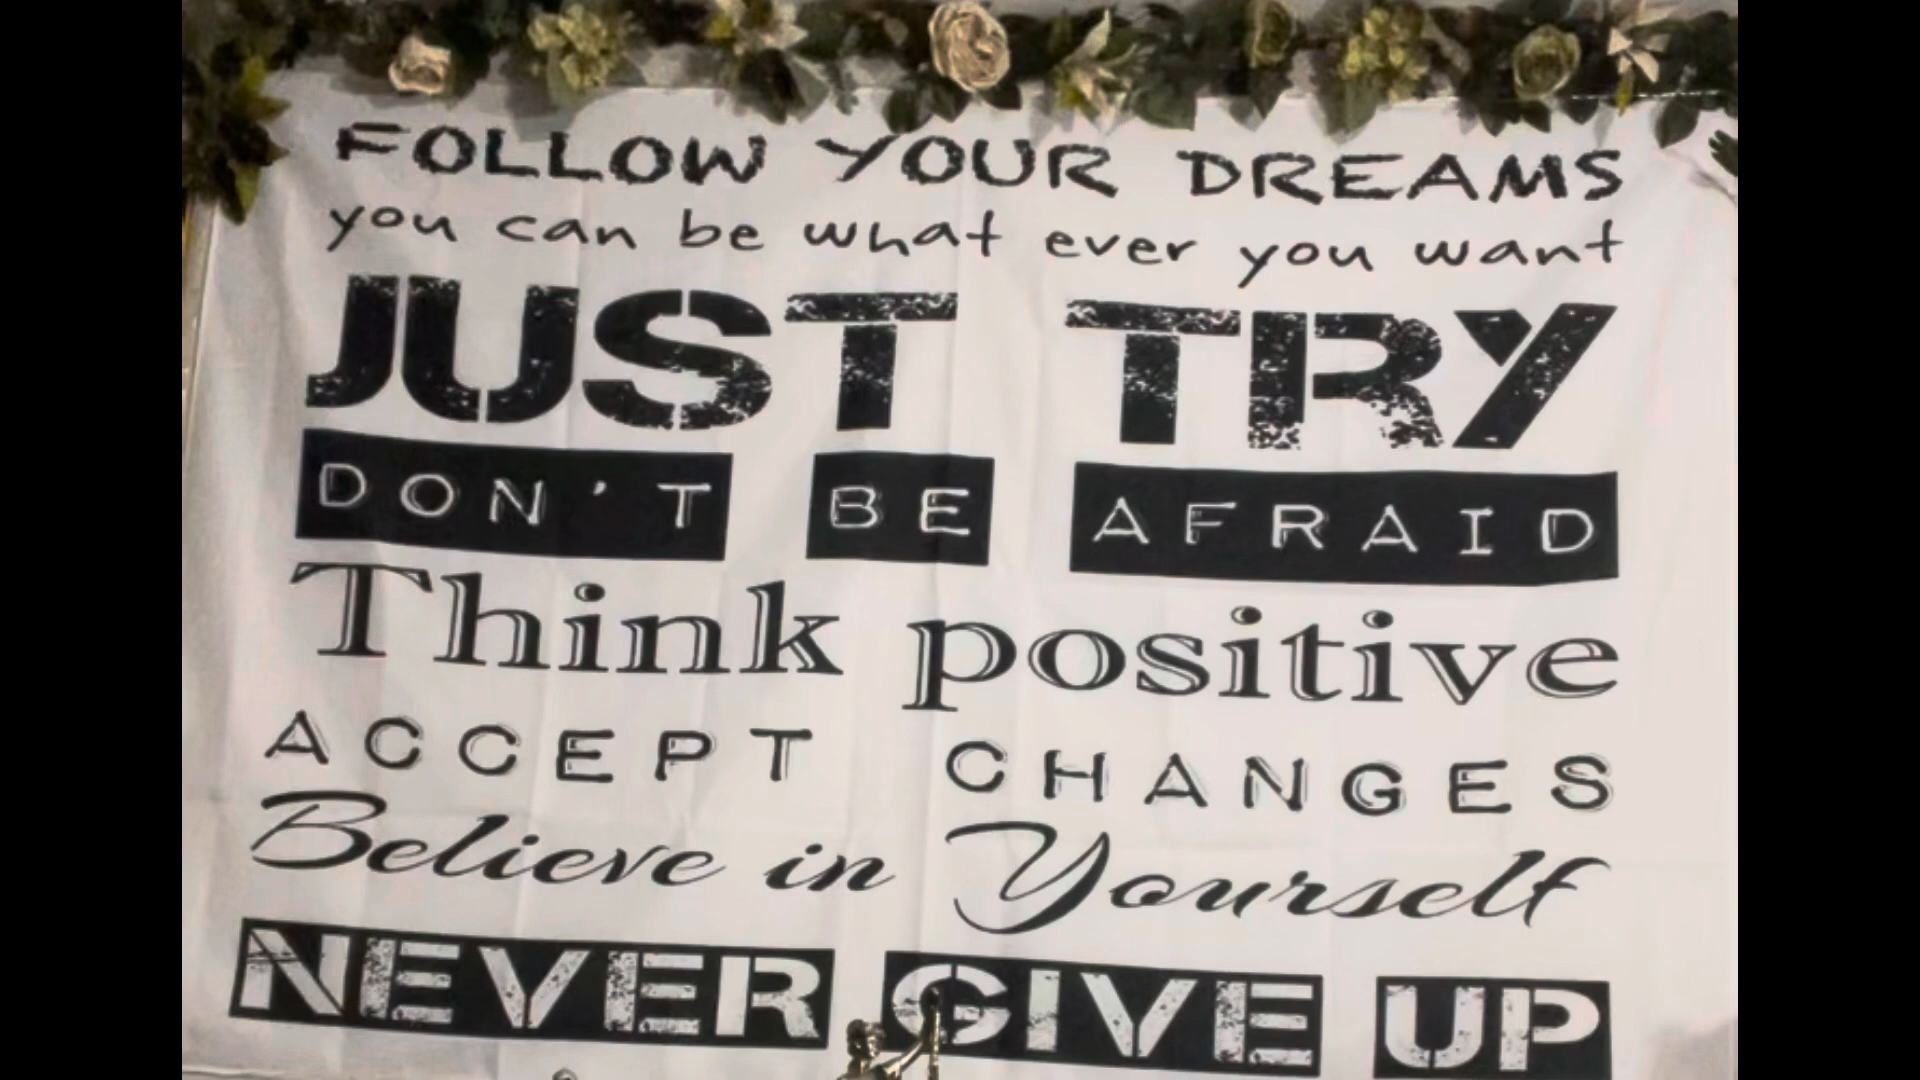 FOLLOW YOUR DREAMS
you can be what ever you want
JUST TRY
DON'T BE AFRAID
Think positive
ACCEPT CHANGES
Believe in Yourself
NEVER GIVE UP